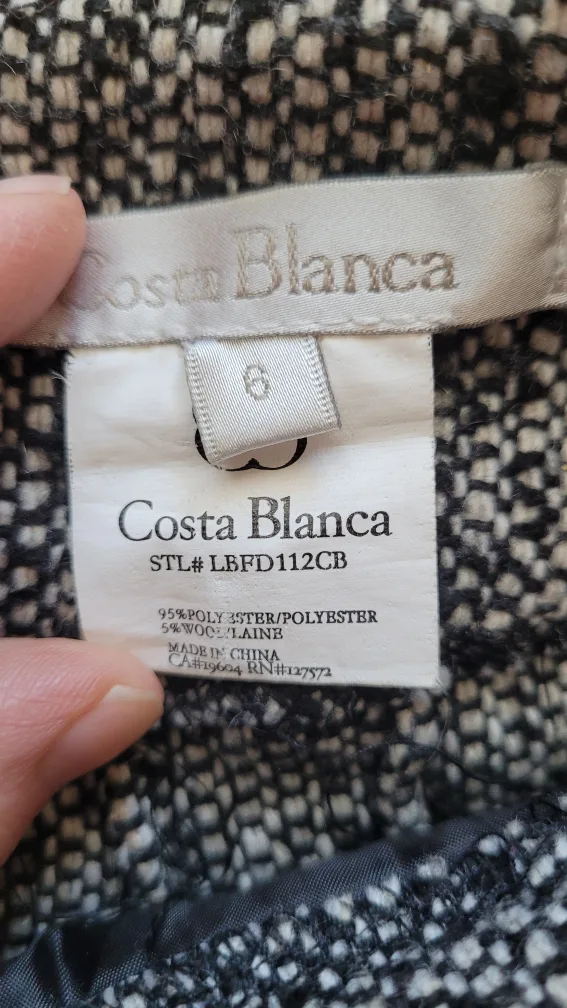 Costa Blanca
6
Costa Blanca
STL# LBFD112CB
95%POLYESTER/POLYESTER
5%WOOL/LAINE
MADE IN CHINA
CA#19604 RN#127572